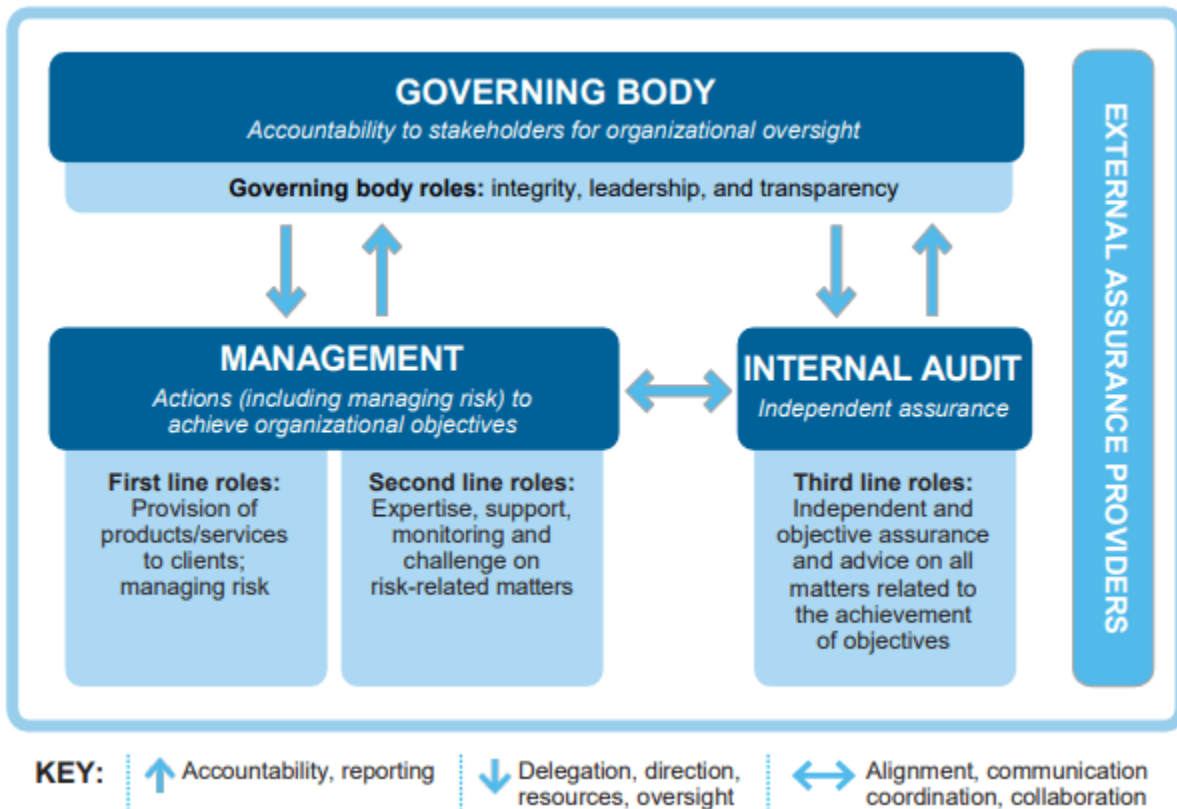 GOVERNING BODY
Accountability to stakeholders for organizational oversight
Governing body roles: integrity, leadership, and transparency
MANAGEMENT
Actions (including managing risk) to
achieve organizational objectives
First line roles:
Provision of
products/services
to clients;
managing risk
Second line roles:
Expertise, support,
monitoring and
challenge on
risk-related matters
INTERNAL AUDIT
Independent assurance
Third line roles:
Independent and
objective assurance
and advice on all
matters related to
the achievement
of objectives
EXTERNAL ASSURANCE PROVIDERS
KEY:
Accountability, reporting
Delegation, direction,
resources, oversight
Alignment, communication
coordination, collaboration